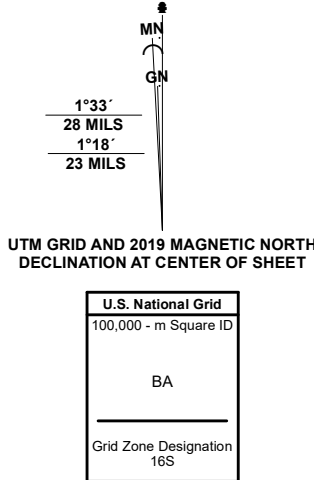 MN
GN
1°33´
28 MILS
1°18´
23 MILS
UTM GRID AND 2019 MAGNETIC NORTH
DECLINATION AT CENTER OF SHEET
U.S. National Grid
100,000 - m Square ID
BA
Grid Zone Designation
16S